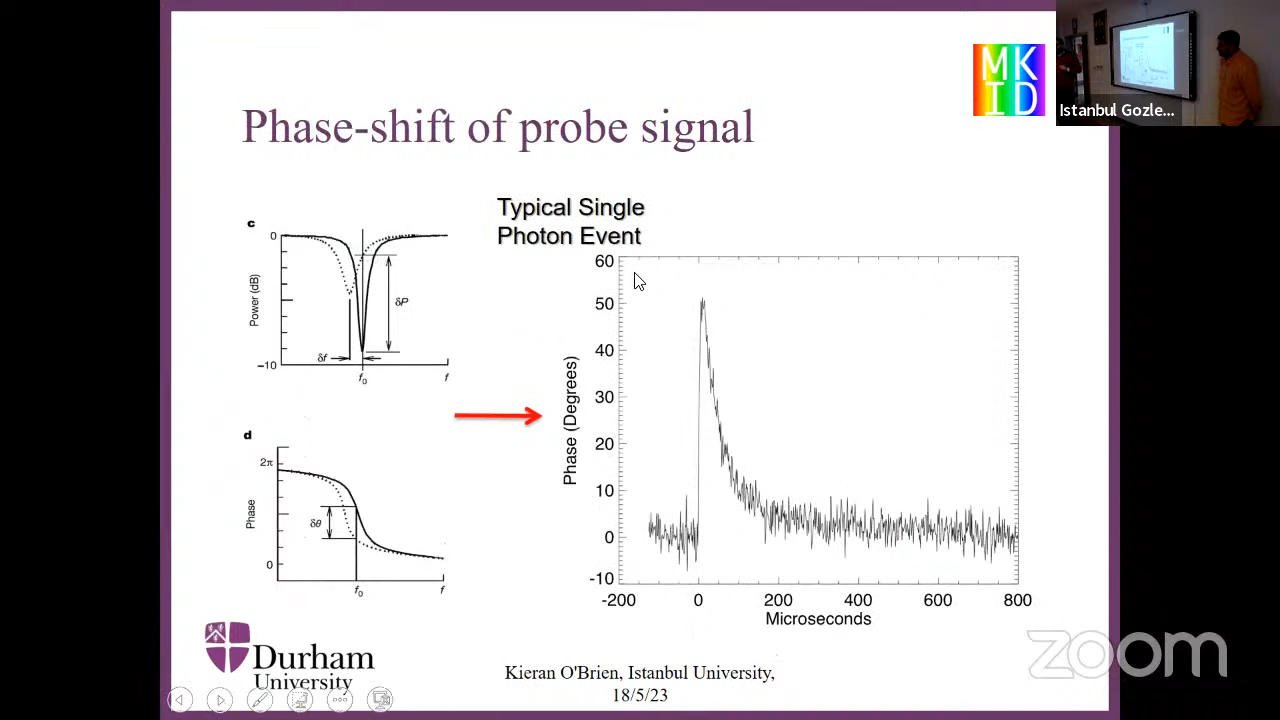 MK
ID
Istanbul Gozle...
Phase-shift of probe signal
Typical Single
Photon Event
c
0
Power (dB)
−10
δP
δf
f₀
f
d
2π
Phase
0
δθ
f₀
f
60
50
40
30
20
10
0
-10
Phase (Degrees)
-200
0
200
400
600
800
Microseconds
Durham
University
Kieran O'Brien, Istanbul University,
18/5/23
zoom